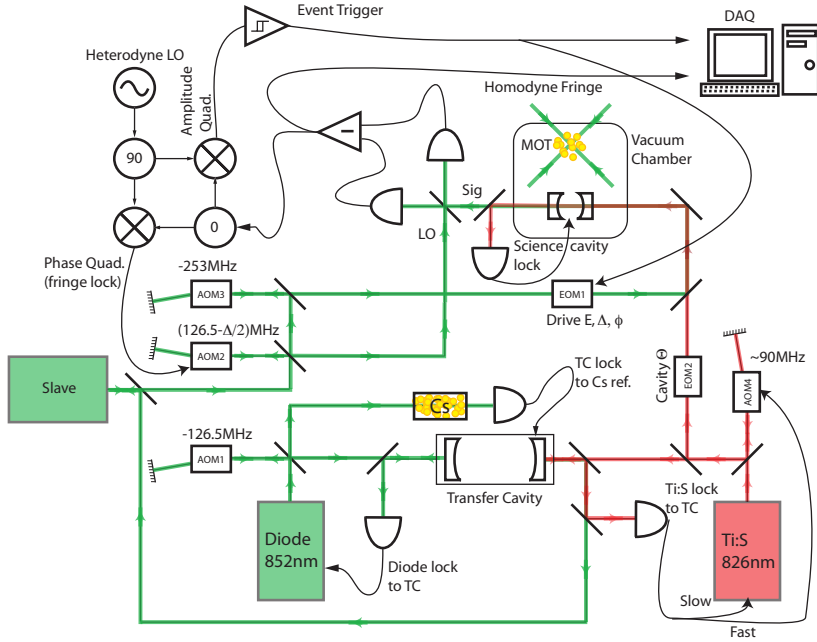 Event Trigger
DAQ
Heterodyne LO
Amplitude
Quad.
Homodyne Fringe
90
MOT
Vacuum
Chamber
Sig
0
LO
Science cavity
lock
Phase Quad.
(fringe lock)
-253MHz
AOM3
EOM1
Drive E, Δ, ϕ
(126.5-Δ/2)MHz
AOM2
Slave
TC lock
to Cs ref.
Cavity Θ
EOM2
~90MHz
AOM4
Cs
-126.5MHz
AOM1
Transfer Cavity
Ti:S lock
to TC
Diode
852nm
Diode lock
to TC
Ti:S
826nm
Slow
Fast